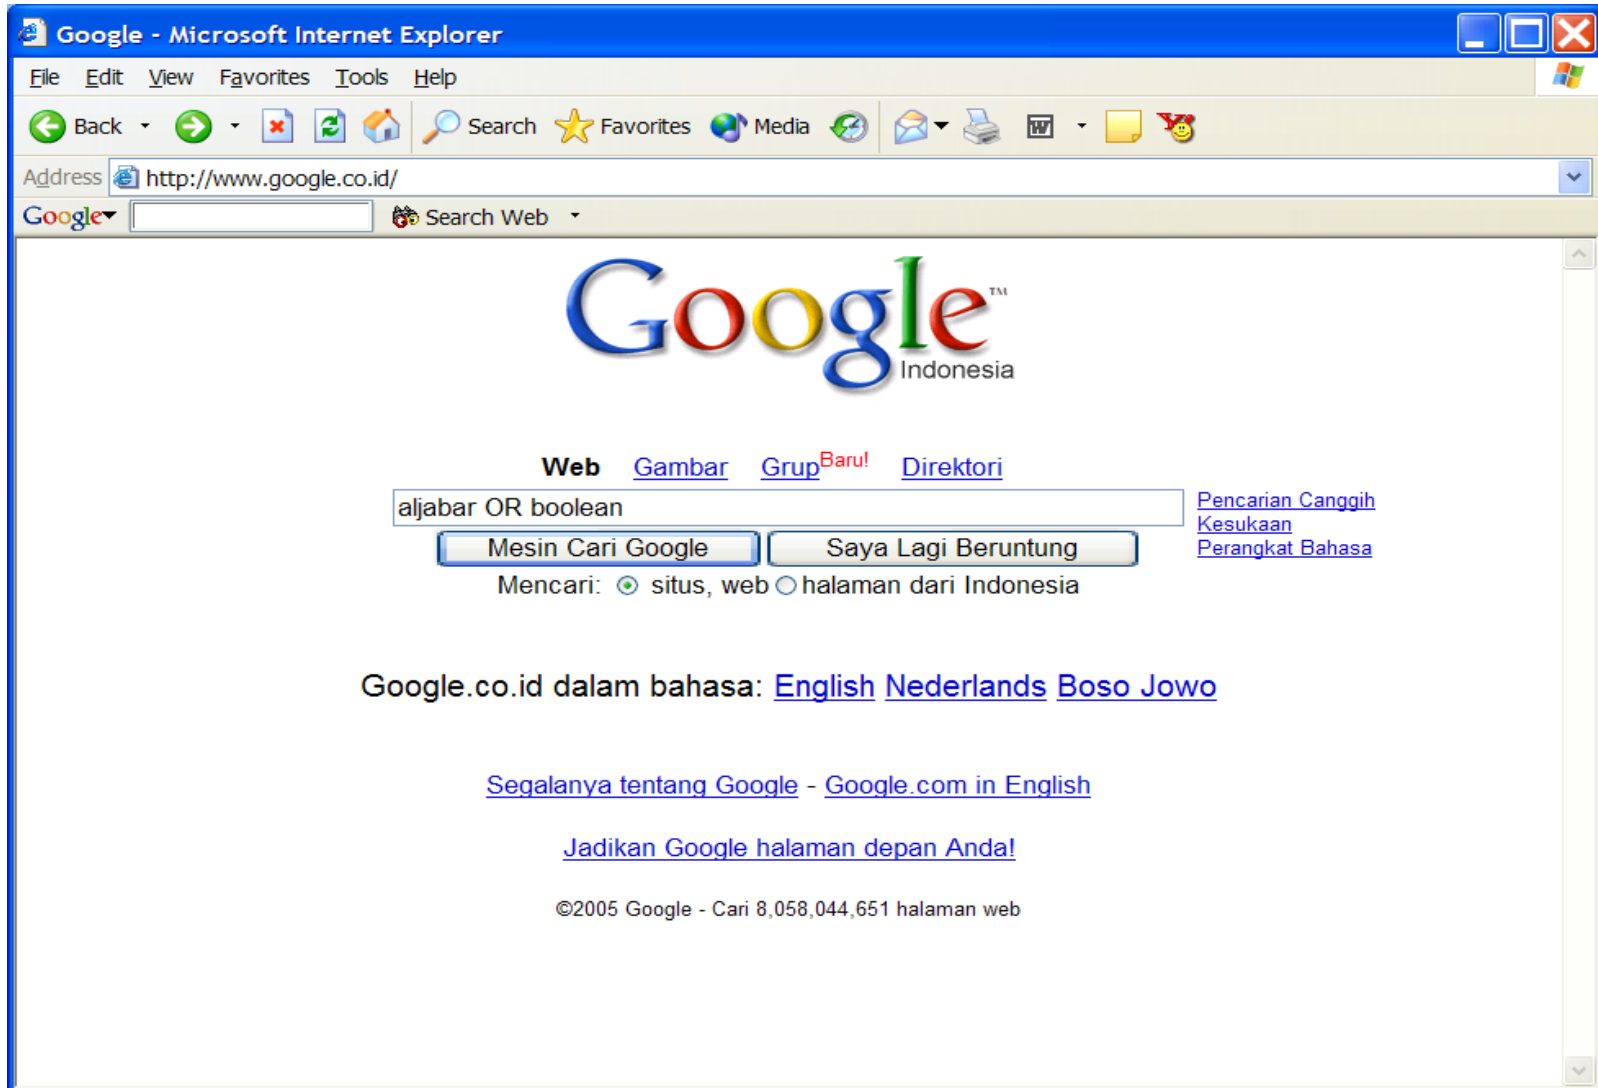 Google - Microsoft Internet Explorer
File Edit View Favorites Tools Help
Back Search Favorites Media
Address http://www.google.co.id/
Google Search Web
Google™
Indonesia
Web Gambar Grup Baru! Direktori
aljabar OR boolean
Pencarian Canggih
Kesukaan
Perangkat Bahasa
Mesin Cari Google Saya Lagi Beruntung
Mencari: situs, web halaman dari Indonesia
Google.co.id dalam bahasa: English Nederlands Boso Jowo
Segalanya tentang Google - Google.com in English
Jadikan Google halaman depan Anda!
©2005 Google - Cari 8,058,044,651 halaman web